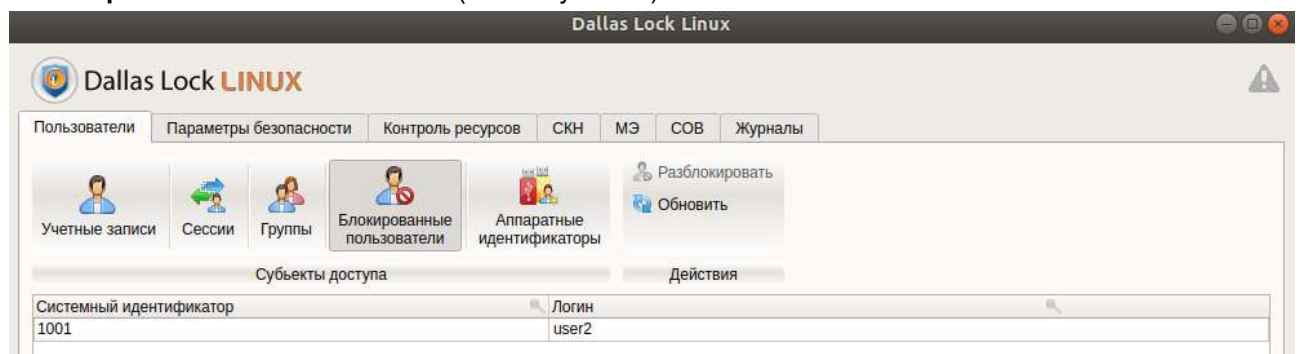 Dallas Lock Linux
Dallas Lock LINUX
Пользователи Параметры безопасности Контроль ресурсов СКН МЭ СОВ Журналы
Учетные записи
Сессии
Группы
Блокированные
пользователи
Аппаратные
идентификаторы
Разблокировать
Обновить
Субъекты доступа
Действия
Системный идентификатор Логин
1001 user2